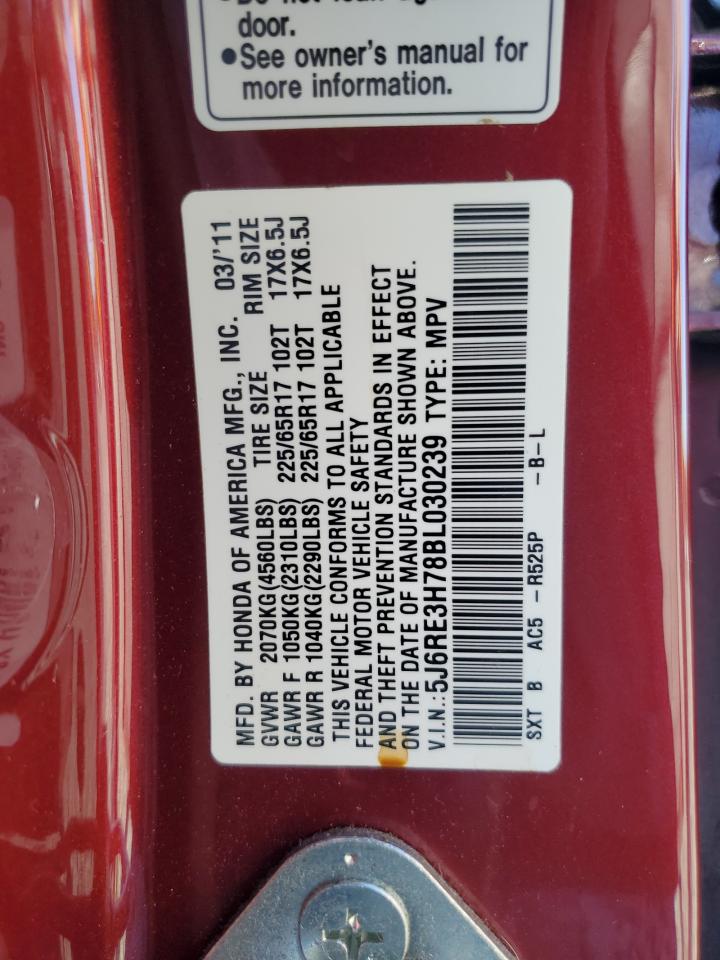 door.
•See owner's manual for
more information.
MFD. BY HONDA OF AMERICA MFG., INC. 03/'11
GVWR 2070KG(4560LBS) TIRE SIZE RIM SIZE
GAWR F 1050KG(2310LBS) 225/65R17 102T 17X6.5J
GAWR R 1040KG(2290LBS) 225/65R17 102T 17X6.5J
THIS VEHICLE CONFORMS TO ALL APPLICABLE
FEDERAL MOTOR VEHICLE SAFETY
AND THEFT PREVENTION STANDARDS IN EFFECT
ON THE DATE OF MANUFACTURE SHOWN ABOVE.
V.I.N.:5J6RE3H78BL030239 TYPE: MPV
SXT B AC5 -R525P -B-L